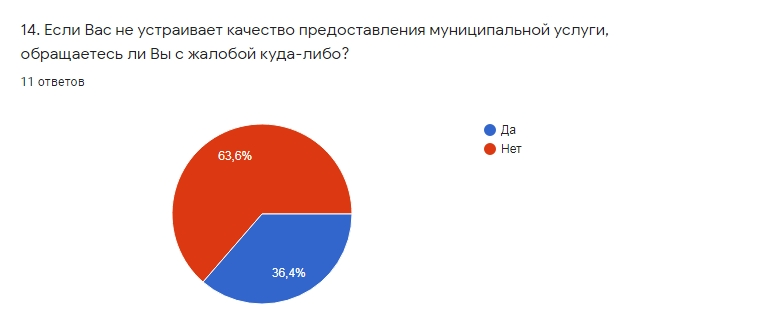 14. Если Вас не устраивает качество предоставления муниципальной услуги,
обращаетесь ли Вы с жалобой куда-либо?
11 ответов
Да
Нет
63,6%
36,4%